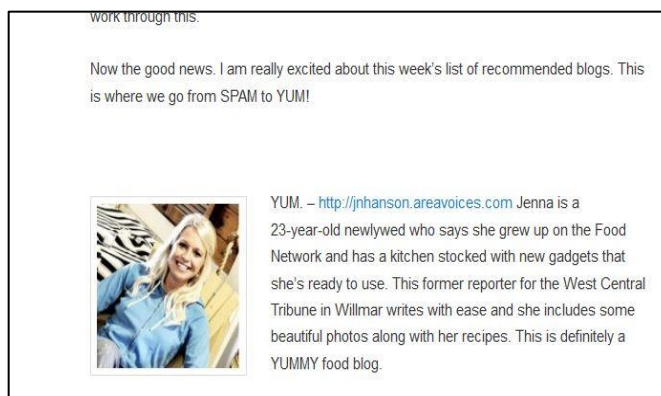 work through this.
Now the good news. I am really excited about this week's list of recommended blogs. This
is where we go from SPAM to YUM!
YUM. – http://jnhanson.areavoices.com Jenna is a
23-year-old newlywed who says she grew up on the Food
Network and has a kitchen stocked with new gadgets that
she's ready to use. This former reporter for the West Central
Tribune in Willmar writes with ease and she includes some
beautiful photos along with her recipes. This is definitely a
YUMMY food blog.